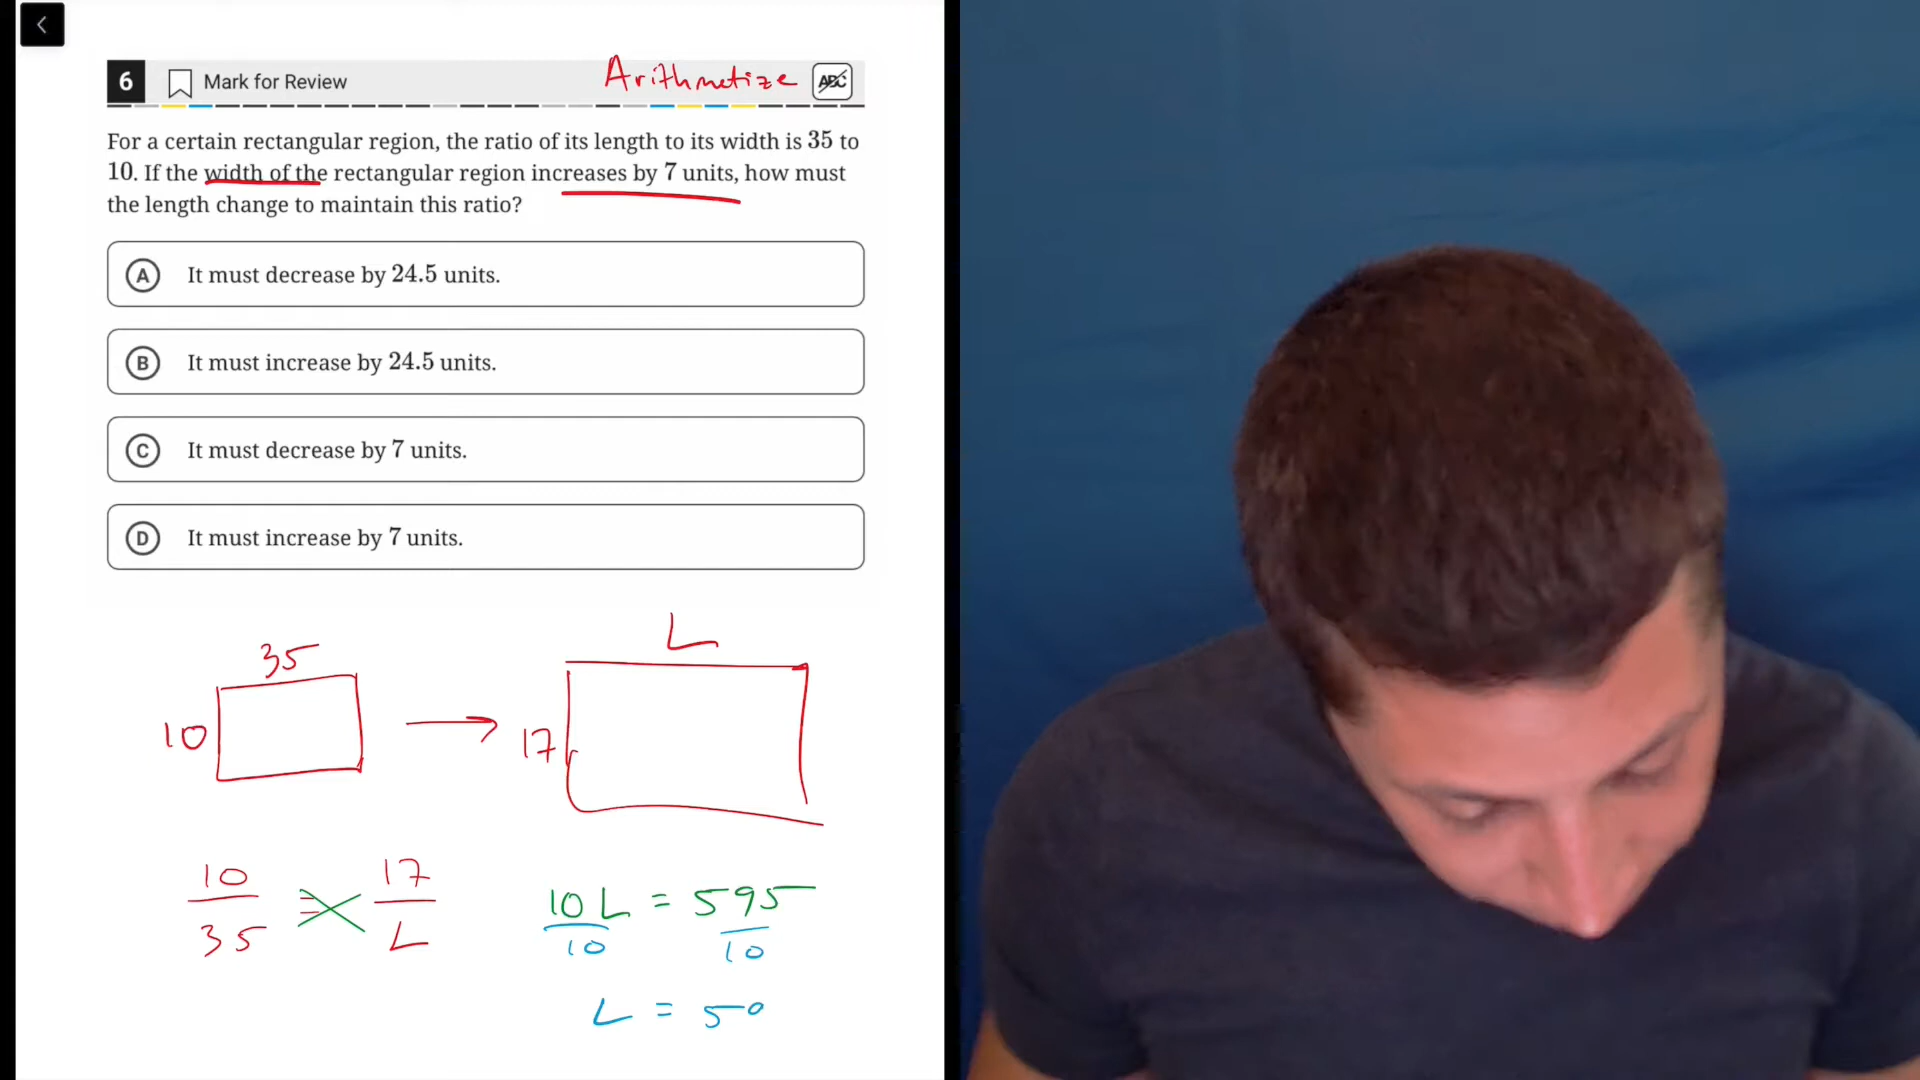 6 Mark for Review Arithmetize ABC
For a certain rectangular region, the ratio of its length to its width is 35 to
10. If the width of the rectangular region increases by 7 units, how must
the length change to maintain this ratio?
A It must decrease by 24.5 units.
B It must increase by 24.5 units.
C It must decrease by 7 units.
D It must increase by 7 units.
35
10
L
17
10/35 = 17/L
10 L = 595
10 10
L = 50